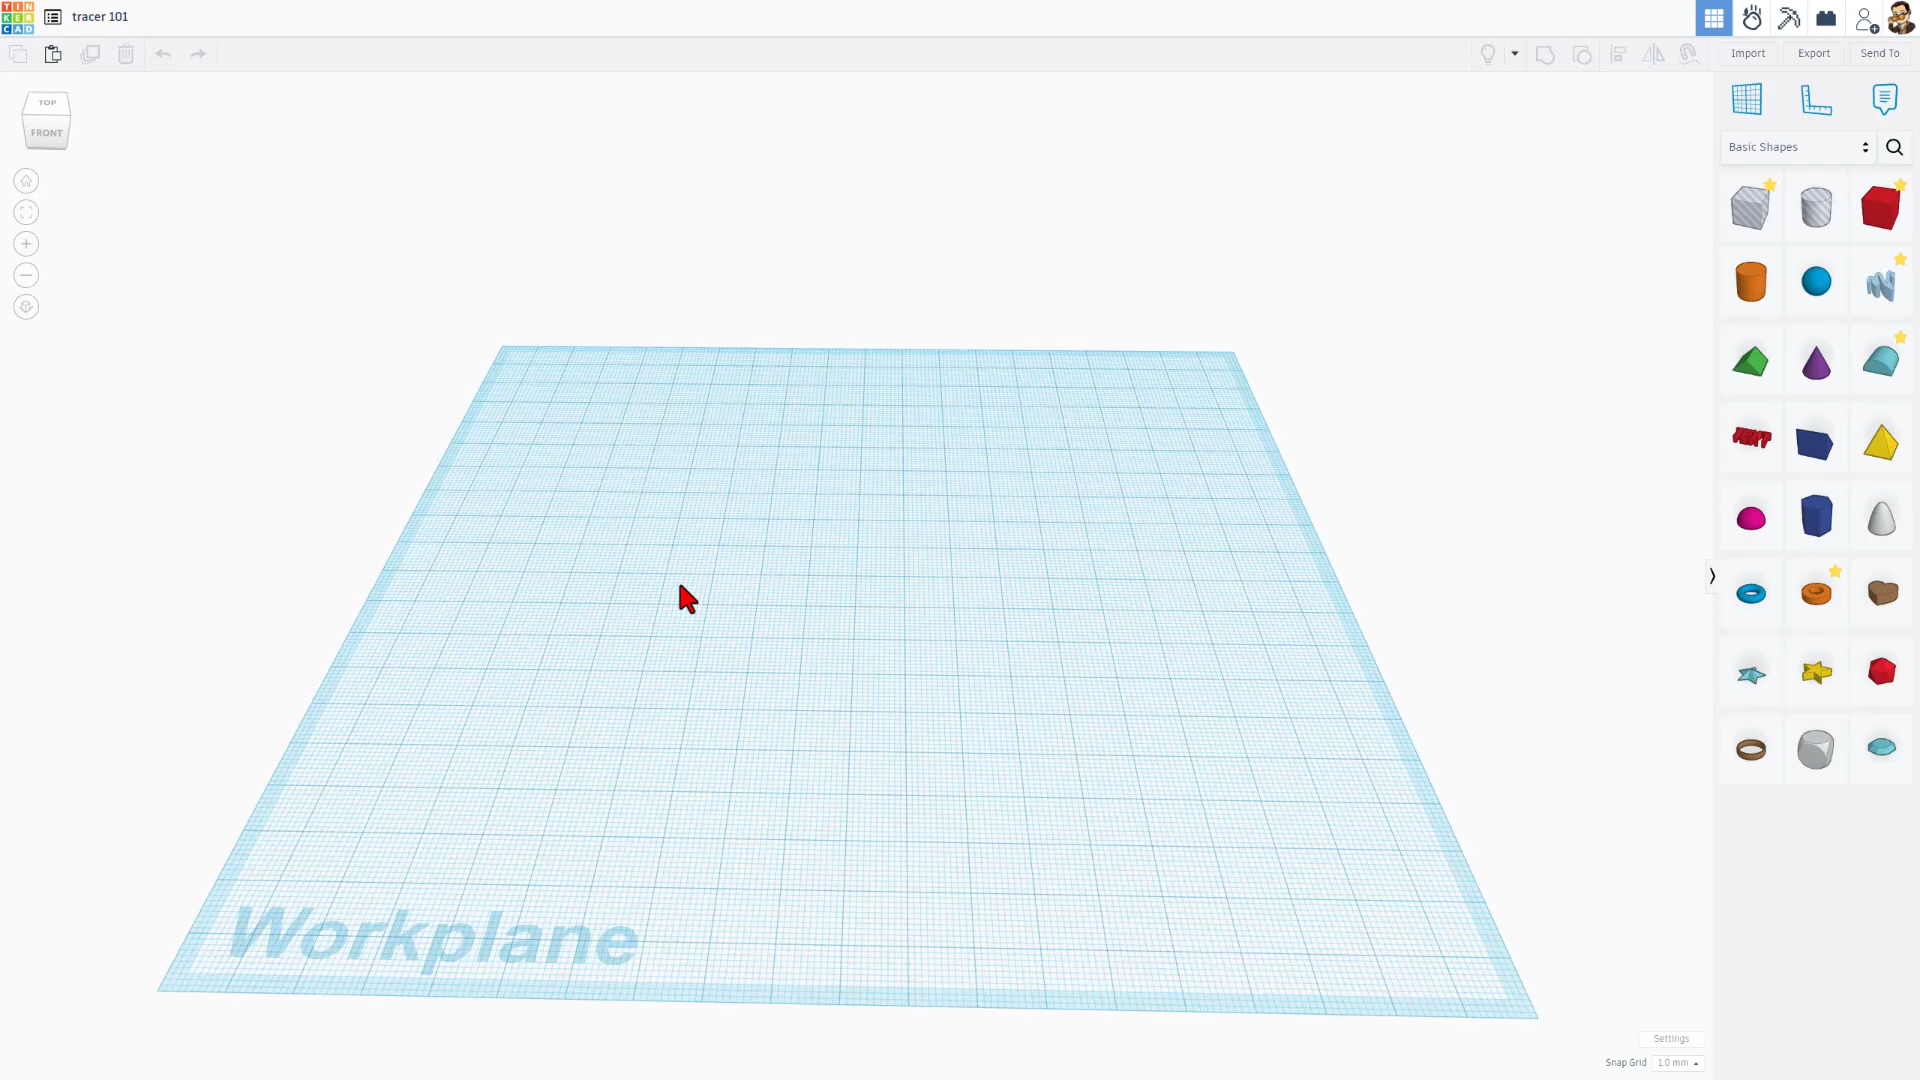 TIN
KER
CAD
tracer 101
Import
Export
Send To
TOP
FRONT
Basic Shapes
TEXT
Workplane
Settings
Snap Grid 1.0 mm